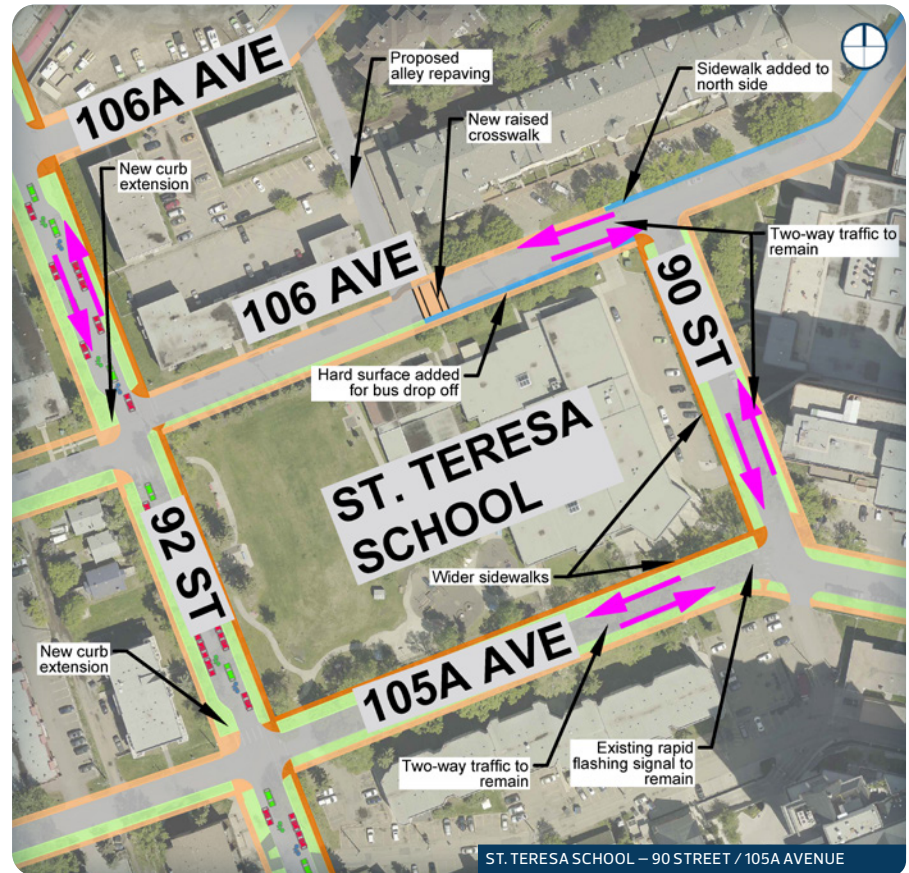 106A AVE
Proposed
alley repaving
Sidewalk added to
north side
New raised
crosswalk
New curb
extension
Two-way traffic to
remain
106 AVE
90 ST
Hard surface added
for bus drop off
ST. TERESA
SCHOOL
92 ST
Wider sidewalks
New curb
extension
105A AVE
Two-way traffic to
remain
Existing rapid
flashing signal to
remain
ST. TERESA SCHOOL – 90 STREET / 105A AVENUE